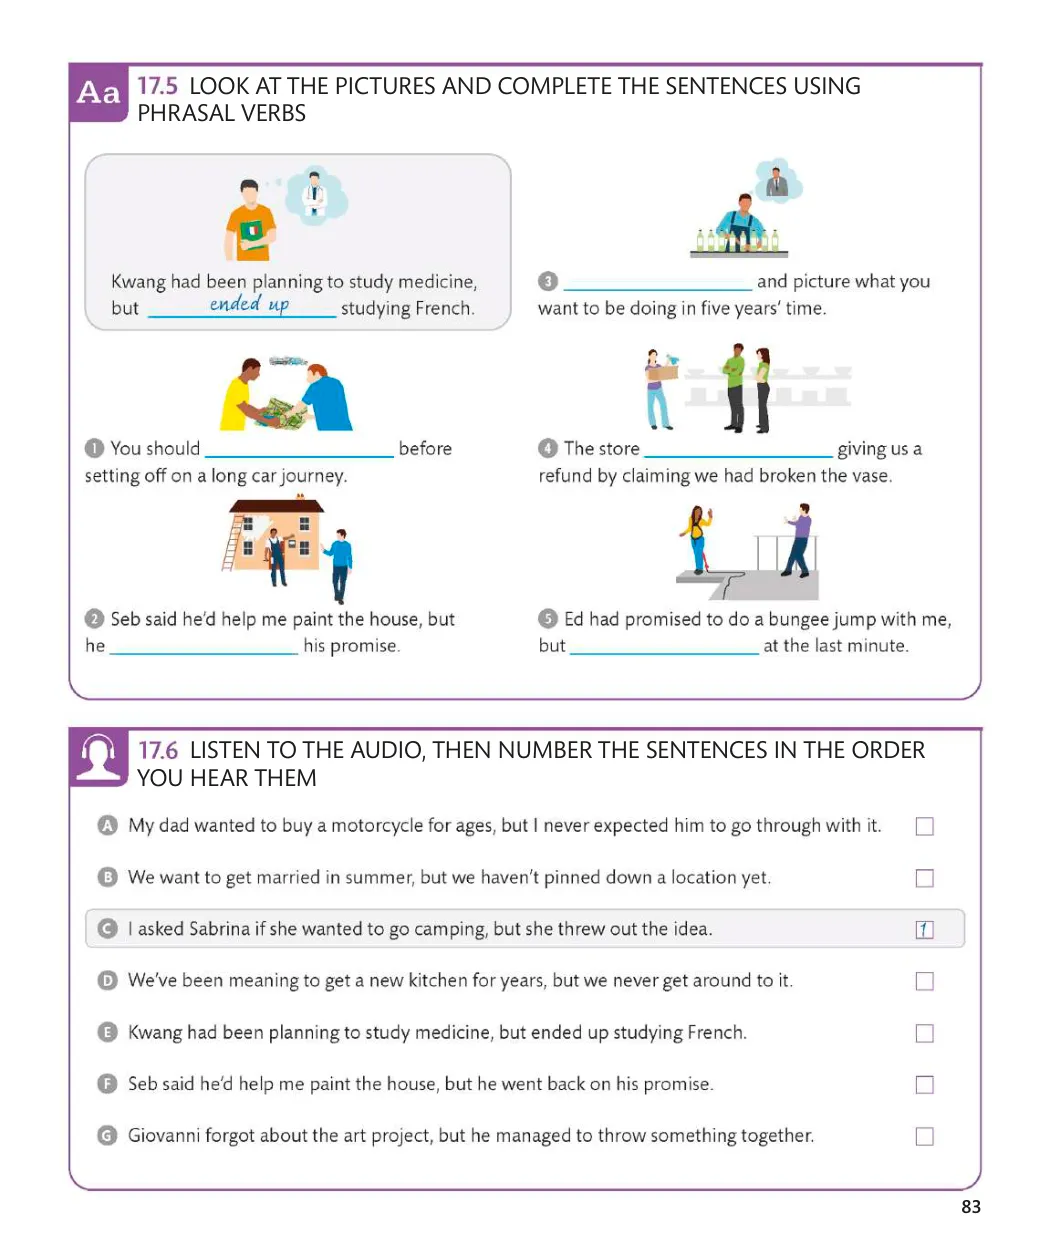 Aa 17.5 LOOK AT THE PICTURES AND COMPLETE THE SENTENCES USING
PHRASAL VERBS
Kwang had been planning to study medicine,
but ended up studying French.
1 You should ____ before
setting off on a long car journey.
2 Seb said he'd help me paint the house, but
he ____ his promise.
3 ____ and picture what you
want to be doing in five years' time.
4 The store ____ giving us a
refund by claiming we had broken the vase.
5 Ed had promised to do a bungee jump with me,
but ____ at the last minute.
17.6 LISTEN TO THE AUDIO, THEN NUMBER THE SENTENCES IN THE ORDER
YOU HEAR THEM
A My dad wanted to buy a motorcycle for ages, but I never expected him to go through with it.
B We want to get married in summer, but we haven't pinned down a location yet.
C I asked Sabrina if she wanted to go camping, but she threw out the idea. 1
D We've been meaning to get a new kitchen for years, but we never get around to it.
E Kwang had been planning to study medicine, but ended up studying French.
F Seb said he'd help me paint the house, but he went back on his promise.
G Giovanni forgot about the art project, but he managed to throw something together.
83